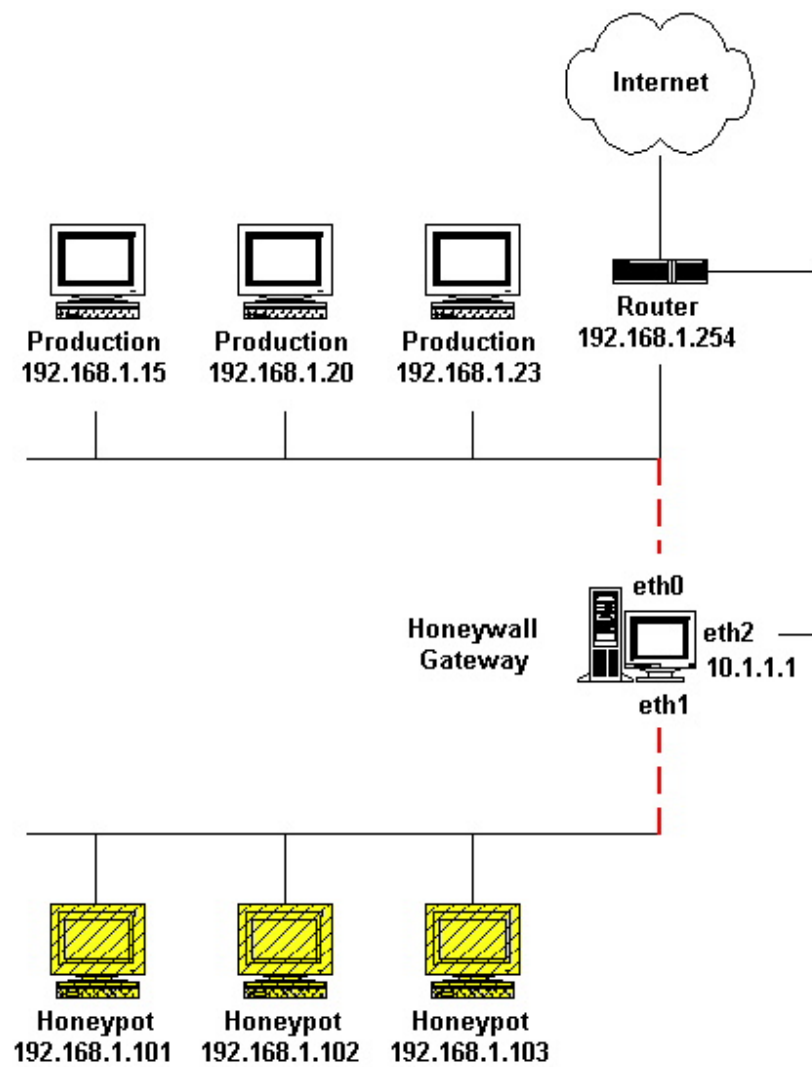 Internet
Production
192.168.1.15
Production
192.168.1.20
Production
192.168.1.23
Router
192.168.1.254
Honeywall
Gateway
eth0
eth2
10.1.1.1
eth1
Honeypot
192.168.1.101
Honeypot
192.168.1.102
Honeypot
192.168.1.103